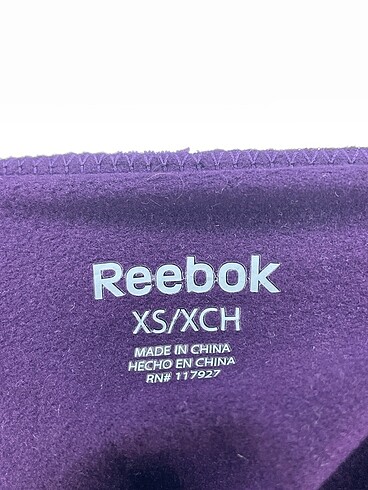 Reebok
XS/XCH
MADE IN CHINA
HECHO EN CHINA
RN# 117927